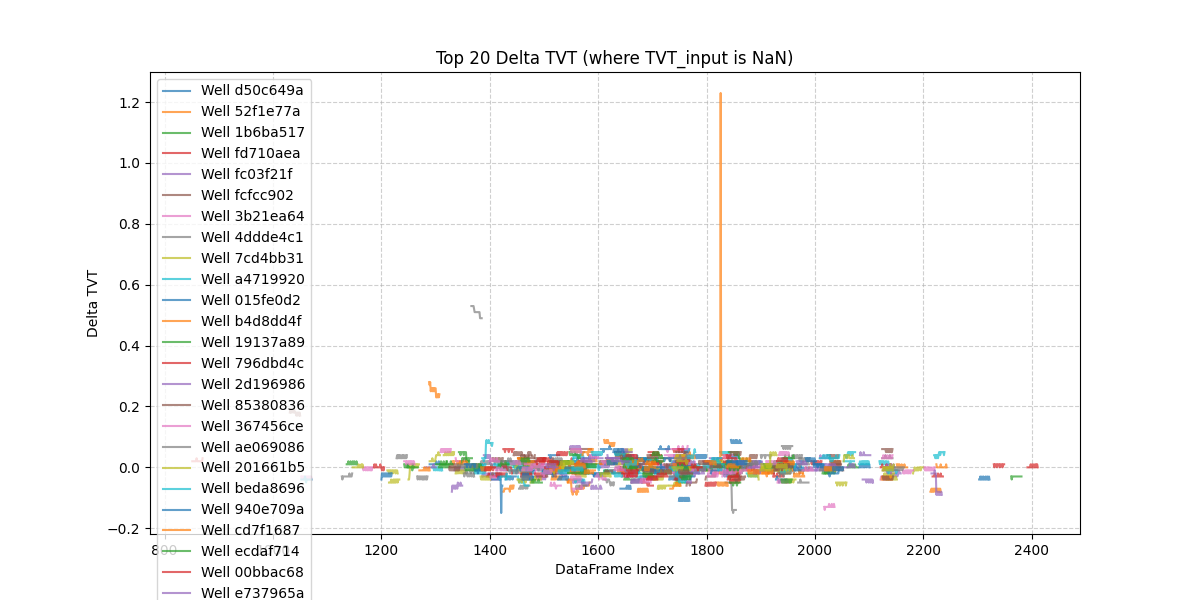 Top 20 Delta TVT (where TVT_input is NaN)
Delta TVT
1.2
1.0
0.8
0.6
0.4
0.2
0.0
−0.2
Well d50c649a
Well 52f1e77a
Well 1b6ba517
Well fd710aea
Well fc03f21f
Well fcfcc902
Well 3b21ea64
Well 4ddde4c1
Well 7cd4bb31
Well a4719920
Well 015fe0d2
Well b4d8dd4f
Well 19137a89
Well 796dbd4c
Well 2d196986
Well 85380836
Well 367456ce
Well ae069086
Well 201661b5
Well beda8696
Well 940e709a
Well cd7f1687
Well ecdaf714
Well 00bbac68
Well e737965a
800 1200 1400 1600 1800 2000 2200 2400
DataFrame Index